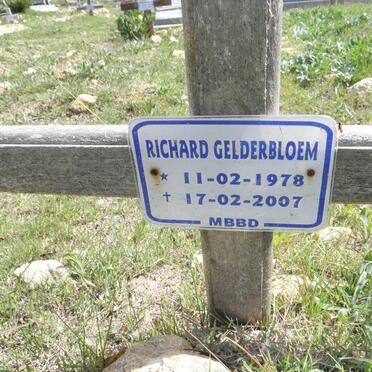 RICHARD GELDERBLOEM
* 11-02-1978
† 17-02-2007
MBBD